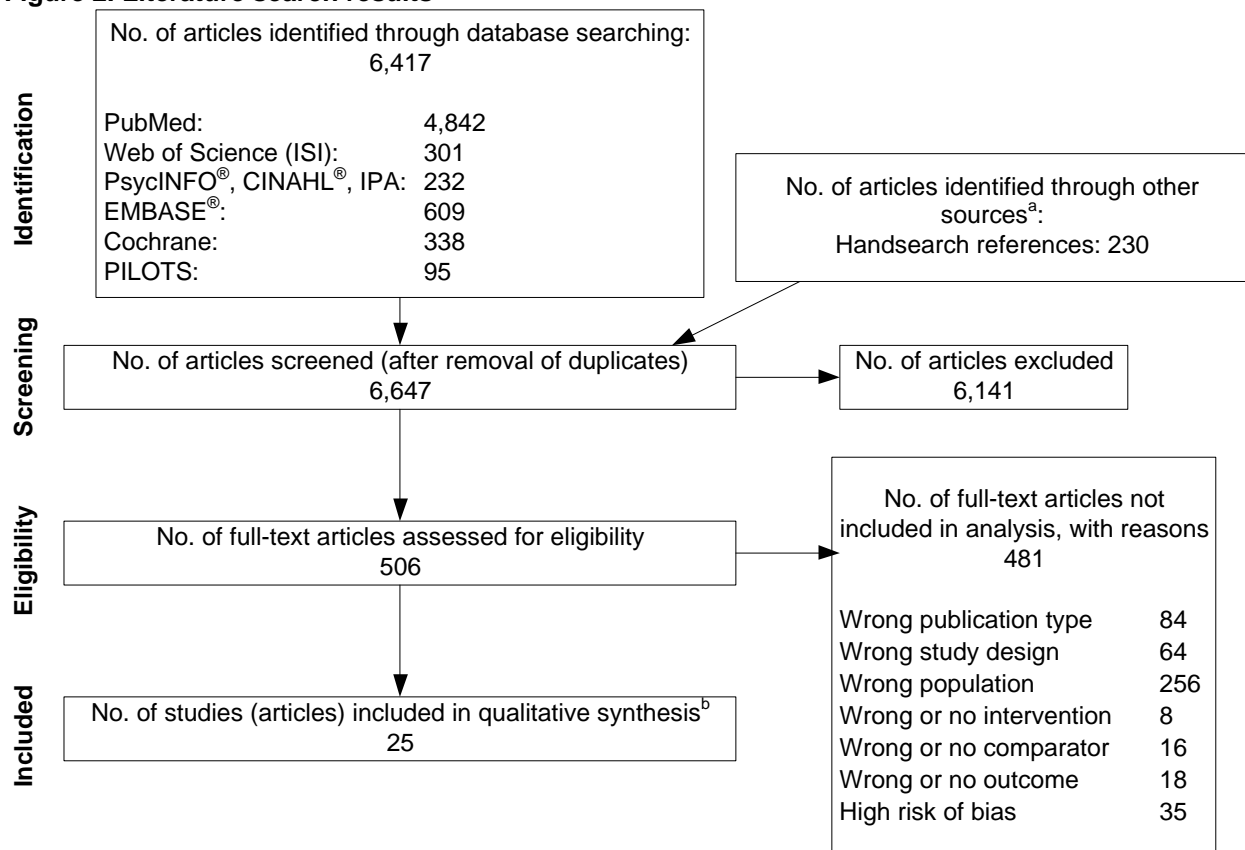 Figure 2. Literature search results
No. of articles identified through database searching:
6,417
PubMed: 4,842
Web of Science (ISI): 301
PsycINFO®, CINAHL®, IPA: 232
EMBASE®: 609
Cochrane: 338
PILOTS: 95
Identification
No. of articles identified through other
sourcesᵃ:
Handsearch references: 230
Screening
No. of articles screened (after removal of duplicates)
6,647
No. of articles excluded
6,141
Eligibility
No. of full-text articles assessed for eligibility
506
No. of full-text articles not
included in analysis, with reasons
481
Wrong publication type 84
Wrong study design 64
Wrong population 256
Wrong or no intervention 8
Wrong or no comparator 16
Wrong or no outcome 18
High risk of bias 35
Included
No. of studies (articles) included in qualitative synthesisᵇ
25